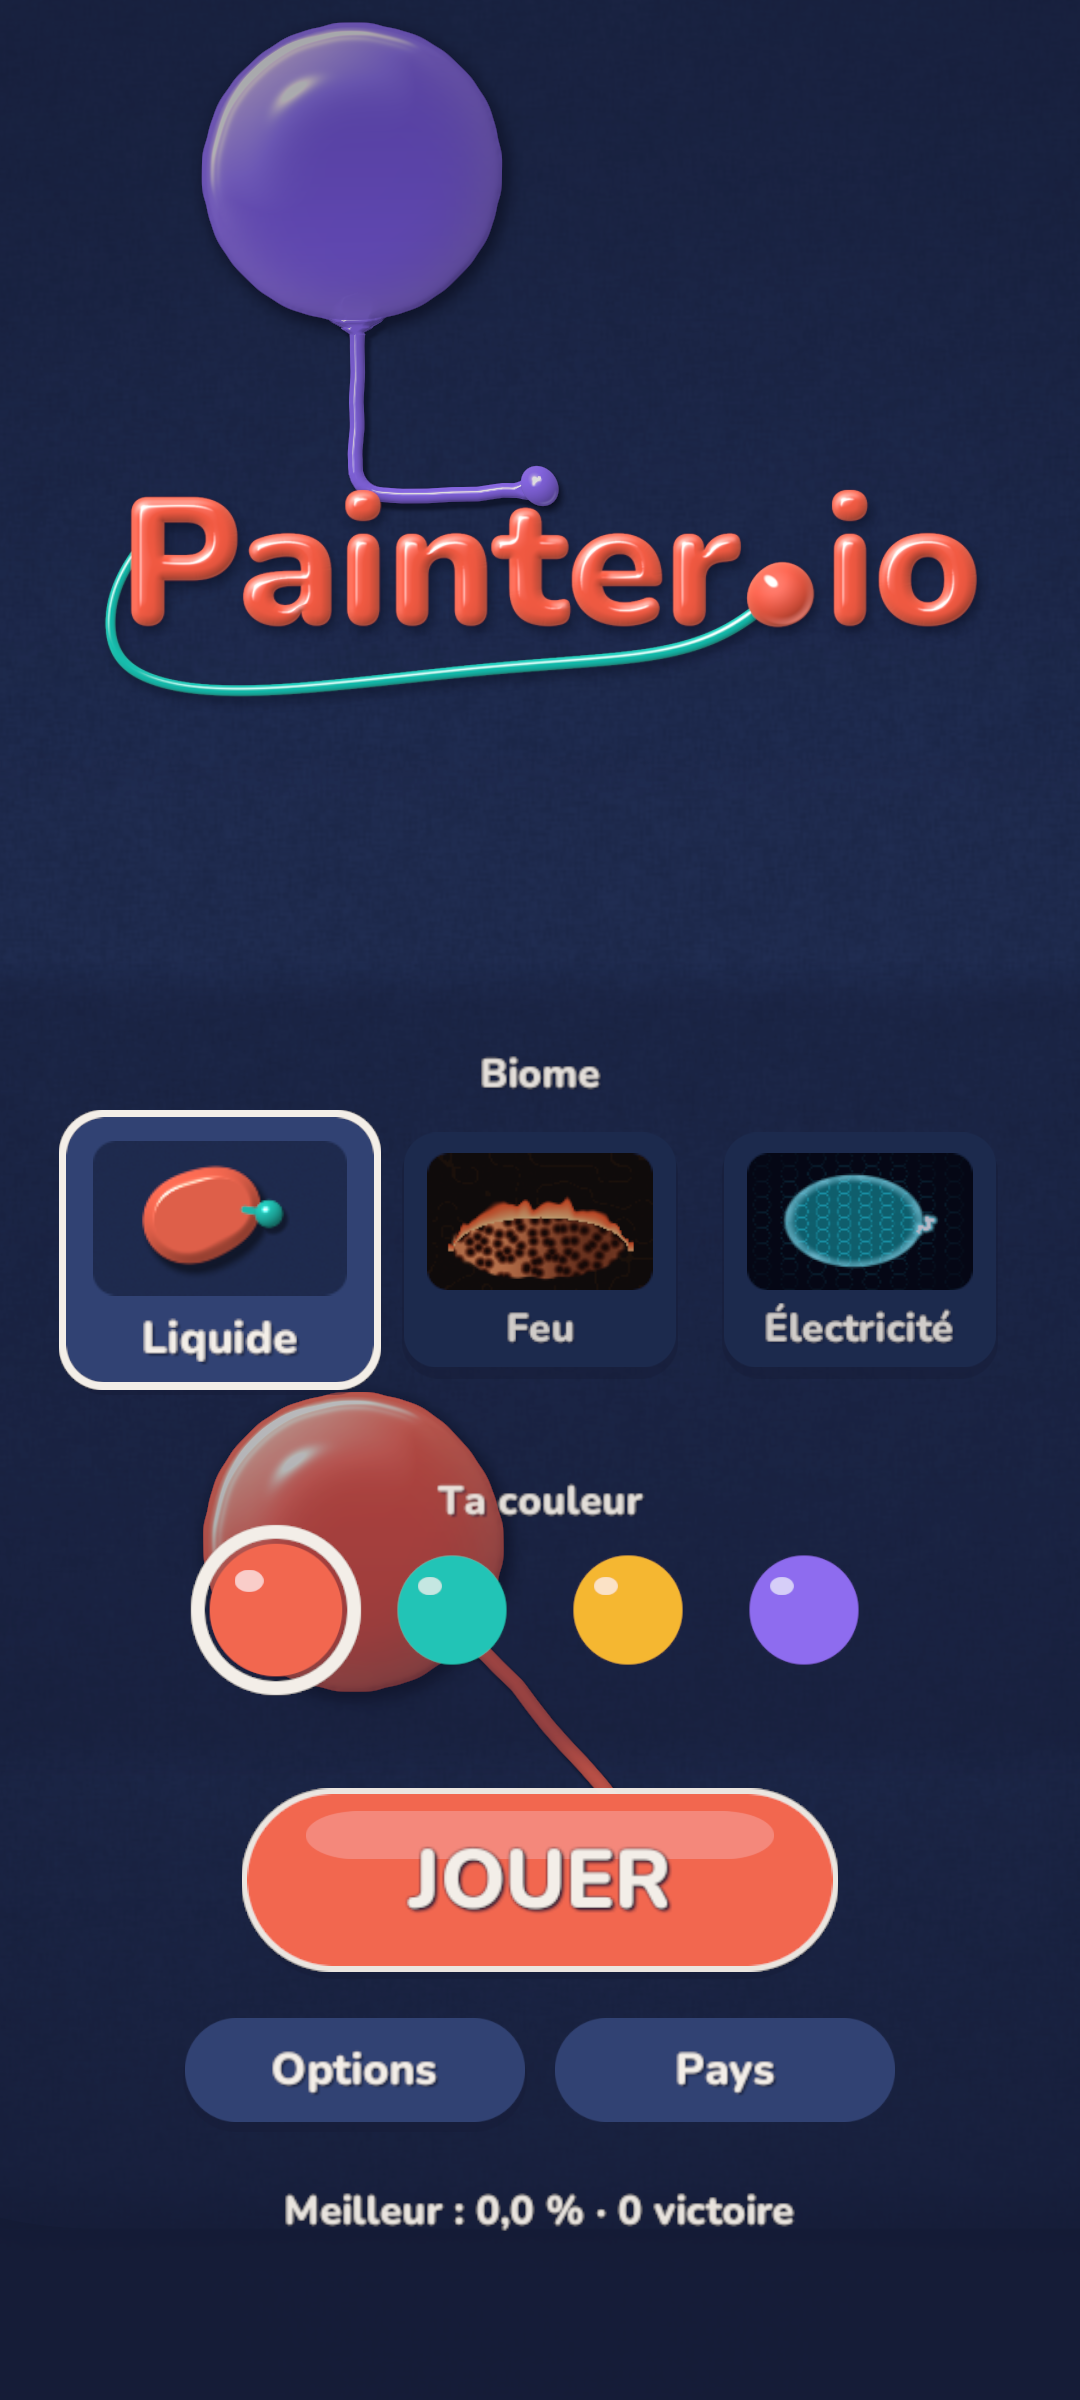 Painter.io
Biome
Liquide
Feu
Électricité
Ta couleur
JOUER
Options
Pays
Meilleur : 0,0 % · 0 victoire